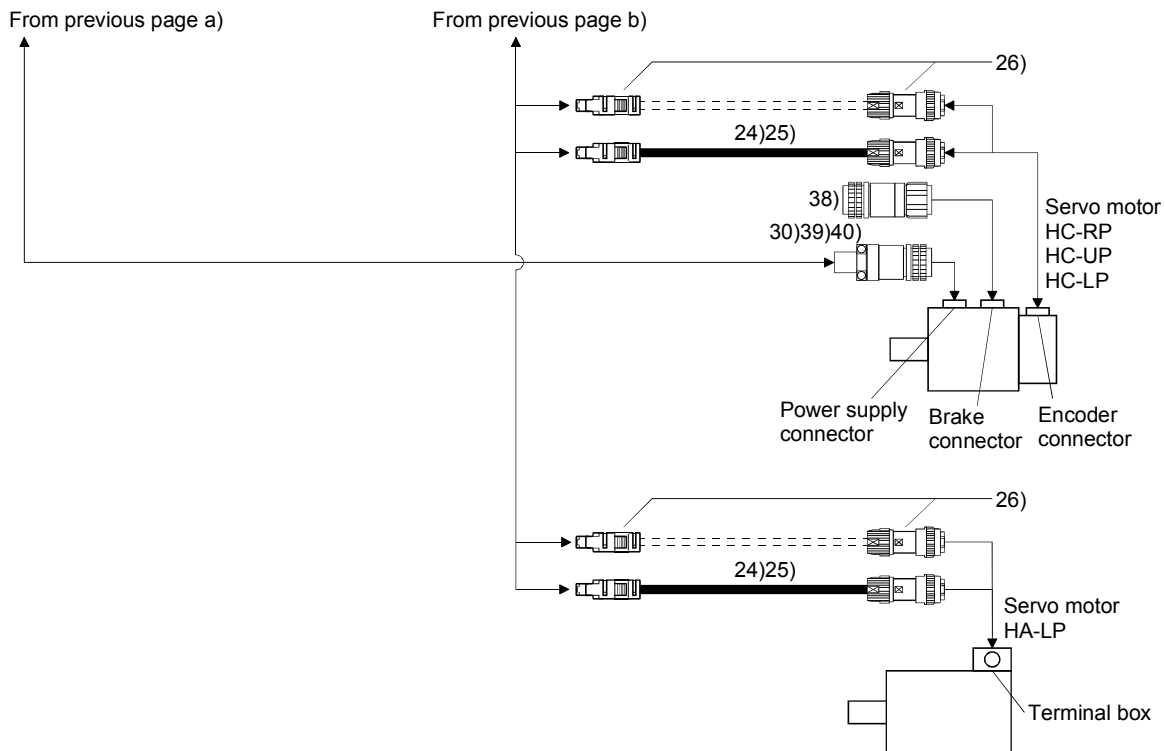 From previous page a)
From previous page b)
26)
24)25)
38)
30)39)40)
Servo motor
HC-RP
HC-UP
HC-LP
Power supply
connector
Brake
connector
Encoder
connector
26)
24)25)
Servo motor
HA-LP
Terminal box